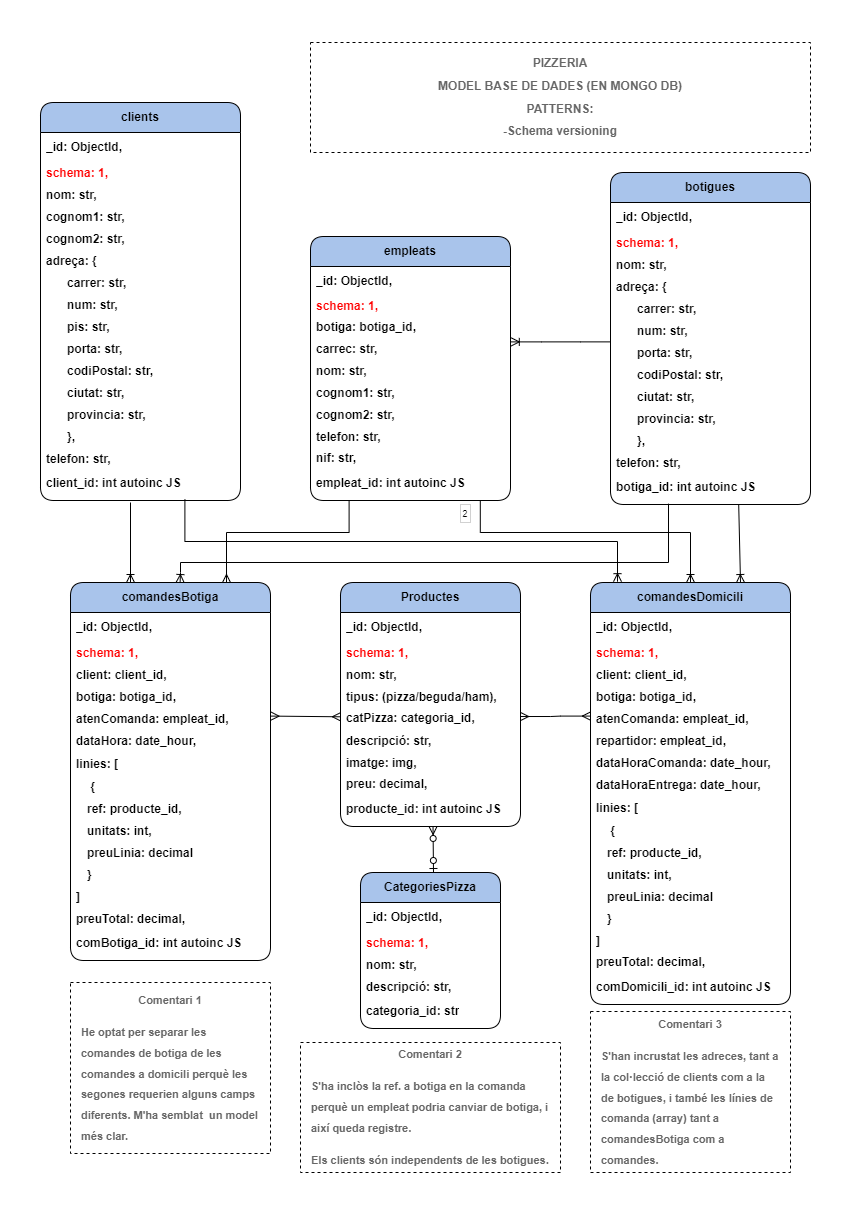 PIZZERIA
MODEL BASE DE DADES (EN MONGO DB)
PATTERNS:
-Schema versioning
clients
_id: ObjectId,
schema: 1,
nom: str,
cognom1: str,
cognom2: str,
adreça: {
carrer: str,
num: str,
pis: str,
porta: str,
codiPostal: str,
ciutat: str,
provincia: str,
},
telefon: str,
client_id: int autoinc JS
empleats
_id: ObjectId,
schema: 1,
botiga: botiga_id,
carrec: str,
nom: str,
cognom1: str,
cognom2: str,
telefon: str,
nif: str,
empleat_id: int autoinc JS
botigues
_id: ObjectId,
schema: 1,
nom: str,
adreça: {
carrer: str,
num: str,
porta: str,
codiPostal: str,
ciutat: str,
provincia: str,
},
telefon: str,
botiga_id: int autoinc JS
2
comandesBotiga
_id: ObjectId,
schema: 1,
client: client_id,
botiga: botiga_id,
atenComanda: empleat_id,
dataHora: date_hour,
linies: [
{
ref: producte_id,
unitats: int,
preuLinia: decimal
}
]
preuTotal: decimal,
comBotiga_id: int autoinc JS
Productes
_id: ObjectId,
schema: 1,
nom: str,
tipus: (pizza/beguda/ham),
catPizza: categoria_id,
descripció: str,
imatge: img,
preu: decimal,
producte_id: int autoinc JS
comandesDomicili
_id: ObjectId,
schema: 1,
client: client_id,
botiga: botiga_id,
atenComanda: empleat_id,
repartidor: empleat_id,
dataHoraComanda: date_hour,
dataHoraEntrega: date_hour,
linies: [
{
ref: producte_id,
unitats: int,
preuLinia: decimal
}
]
preuTotal: decimal,
comDomicili_id: int autoinc JS
CategoriesPizza
_id: ObjectId,
schema: 1,
nom: str,
descripció: str,
categoria_id: str
Comentari 1
He optat per separar les
comandes de botiga de les
comandes a domicili perquè les
segones requerien alguns camps
diferents. M'ha semblat un model
més clar.
Comentari 2
S'ha inclòs la ref. a botiga en la comanda
perquè un empleat podria canviar de botiga, i
així queda registre.
Els clients són independents de les botigues.
Comentari 3
S'han incrustat les adreces, tant a
la col·lecció de clients com a la
de botigues, i també les línies de
comanda (array) tant a
comandesBotiga com a
comandes.